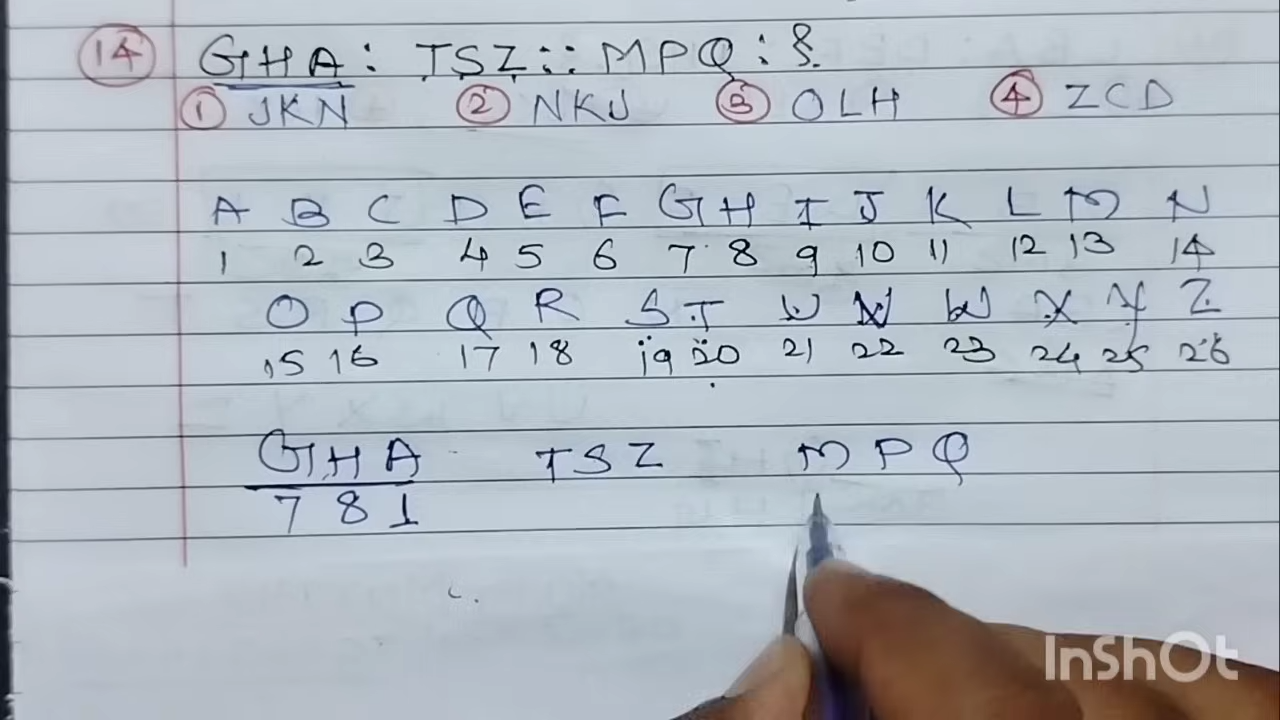 14 GHA : TSZ :: MPQ : ?
1 JKN 2 NKJ 3 OLH 4 ZCD
A B C D E F G H I J K L M N
1 2 3 4 5 6 7 8 9 10 11 12 13 14
O P Q R S T U V W X Y Z
15 16 17 18 19 20 21 22 23 24 25 26
GHA TSZ MPQ
7 8 1
InShOt